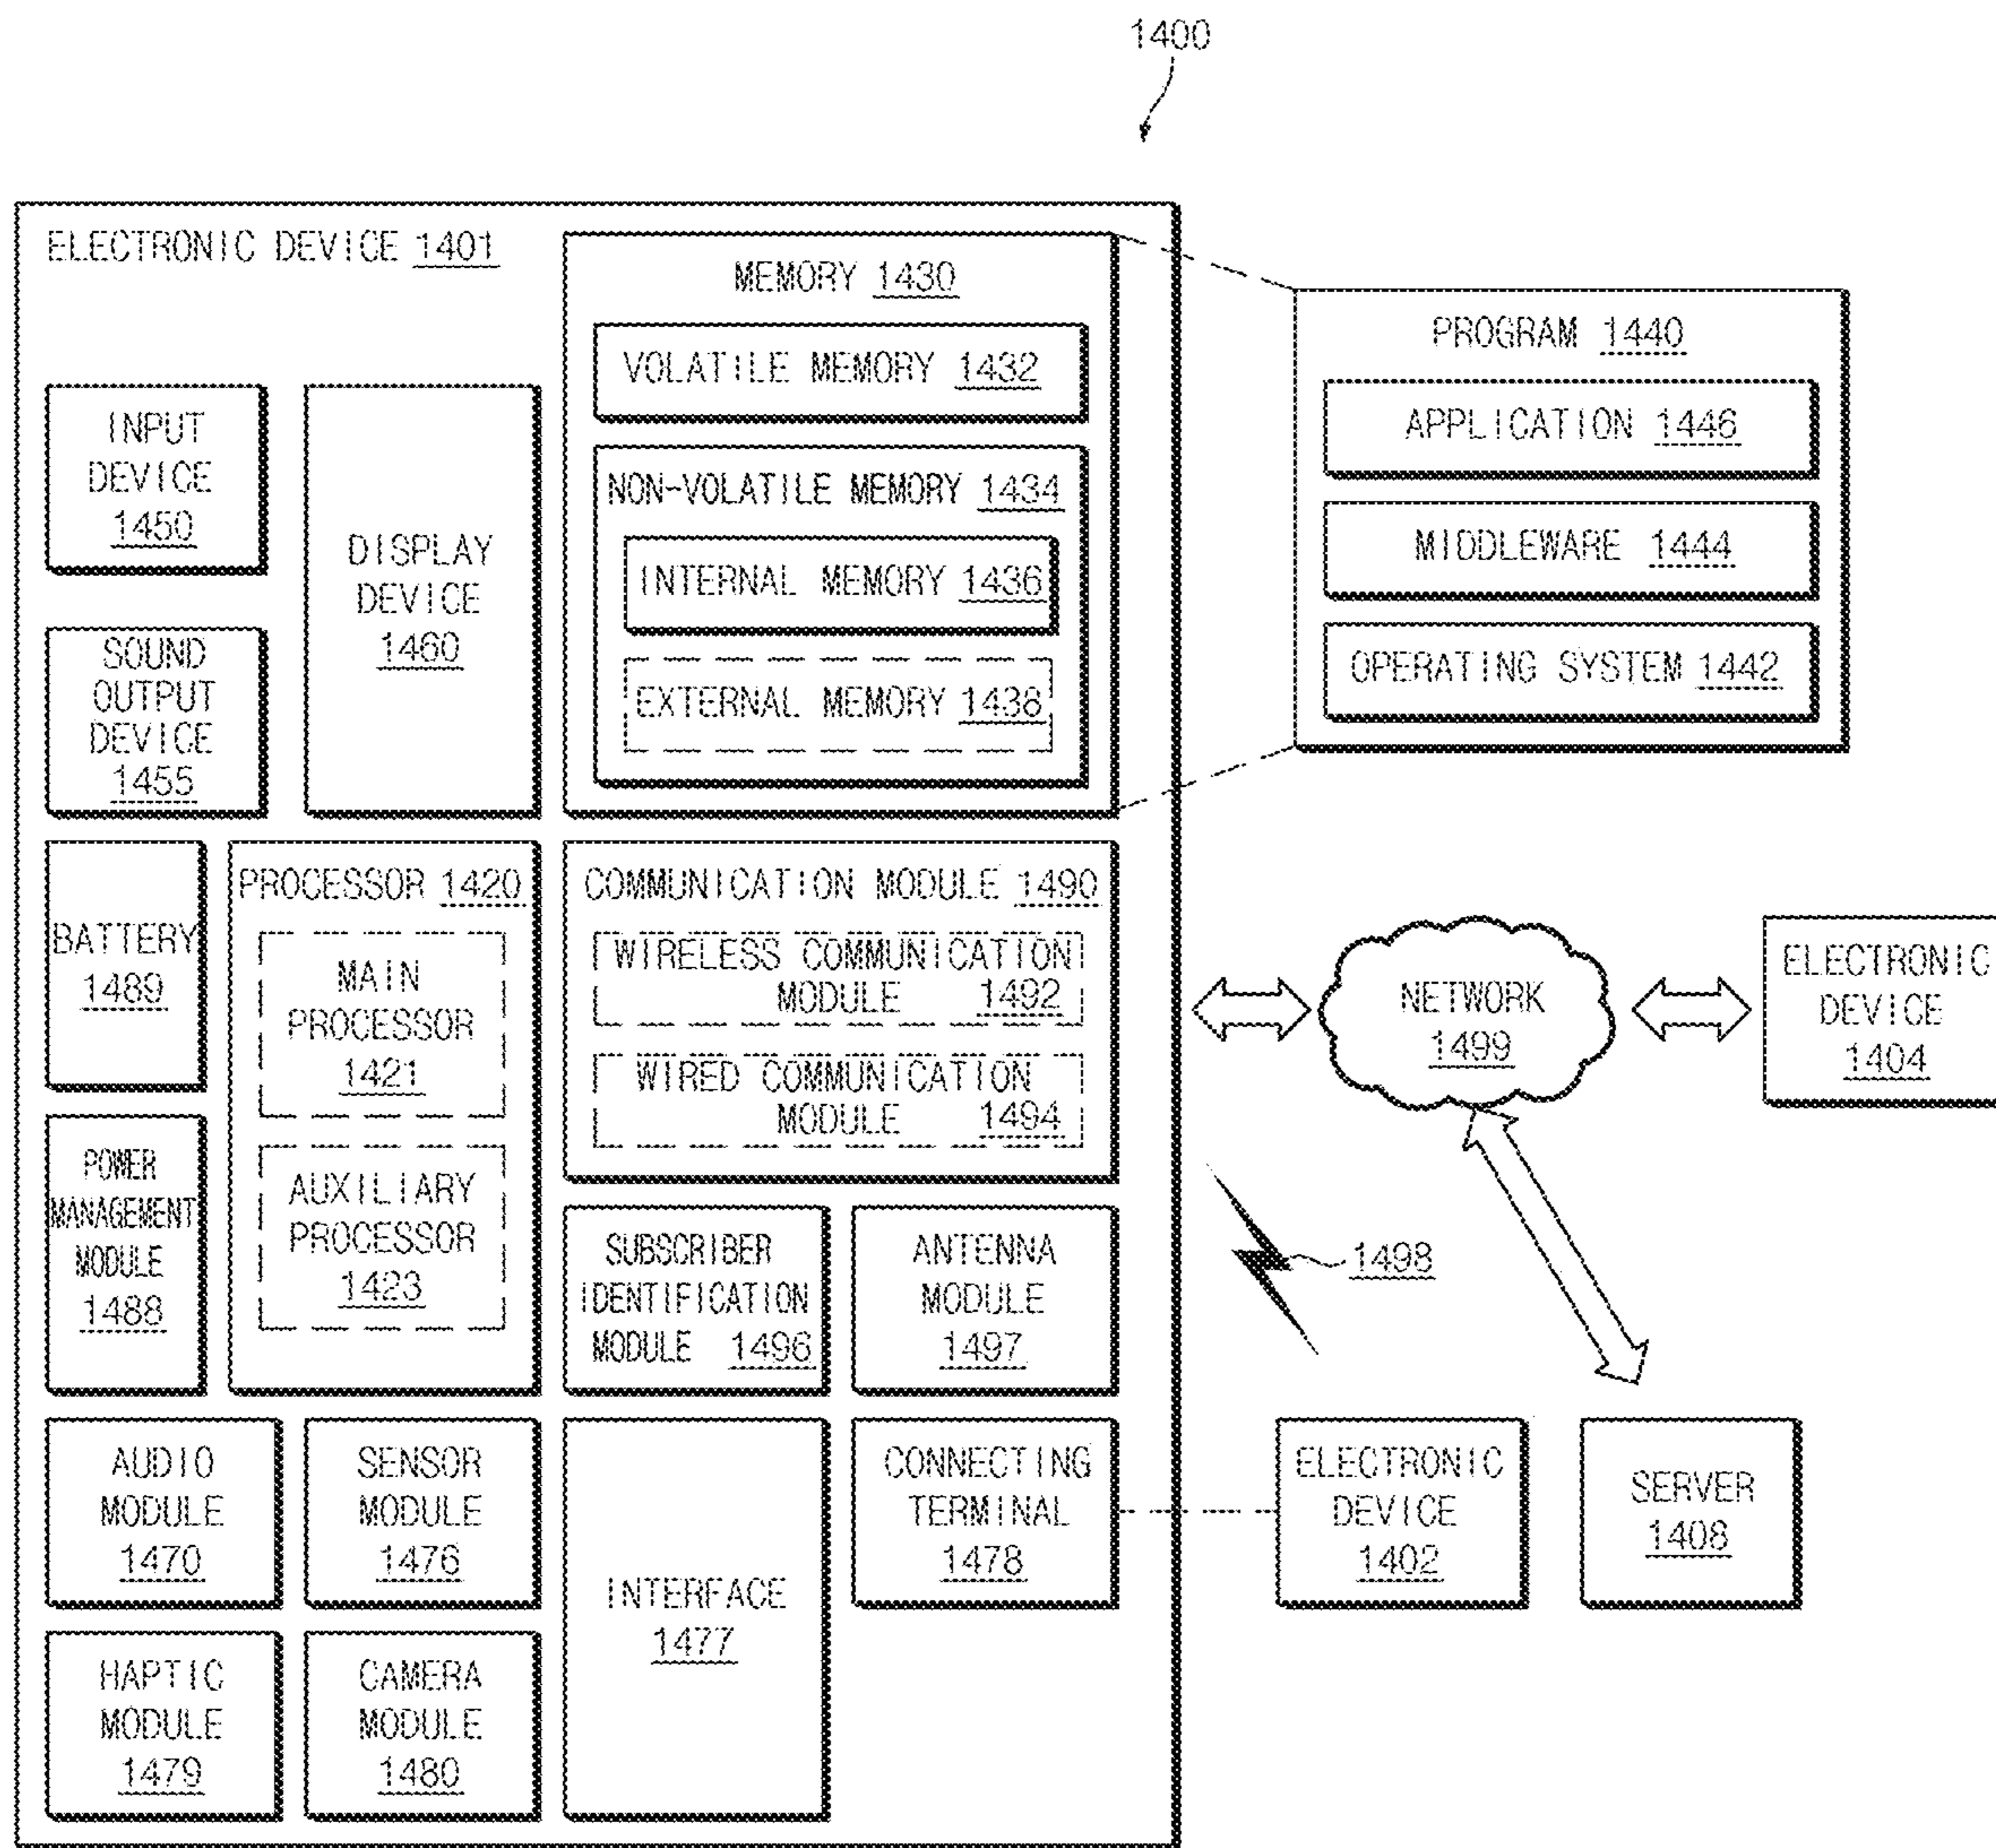 1400
ELECTRONIC DEVICE 1401
MEMORY 1430
VOLATILE MEMORY 1432
NON-VOLATILE MEMORY 1434
INTERNAL MEMORY 1436
EXTERNAL MEMORY 1438
PROGRAM 1440
APPLICATION 1446
MIDDLEWARE 1444
OPERATING SYSTEM 1442
INPUT
DEVICE
1450
DISPLAY
DEVICE
1460
SOUND
OUTPUT
DEVICE
1455
BATTERY
1489
PROCESSOR 1420
MAIN
PROCESSOR
1421
AUXILIARY
PROCESSOR
1423
POWER
MANAGEMENT
MODULE
1488
COMMUNICATION MODULE 1490
WIRELESS COMMUNICATION
MODULE 1492
WIRED COMMUNICATION
MODULE 1494
SUBSCRIBER
IDENTIFICATION
MODULE 1496
ANTENNA
MODULE
1497
NETWORK
1499
ELECTRONIC
DEVICE
1404
1498
AUDIO
MODULE
1470
SENSOR
MODULE
1476
INTERFACE
1477
CONNECTING
TERMINAL
1478
ELECTRONIC
DEVICE
1402
SERVER
1408
HAPTIC
MODULE
1479
CAMERA
MODULE
1480